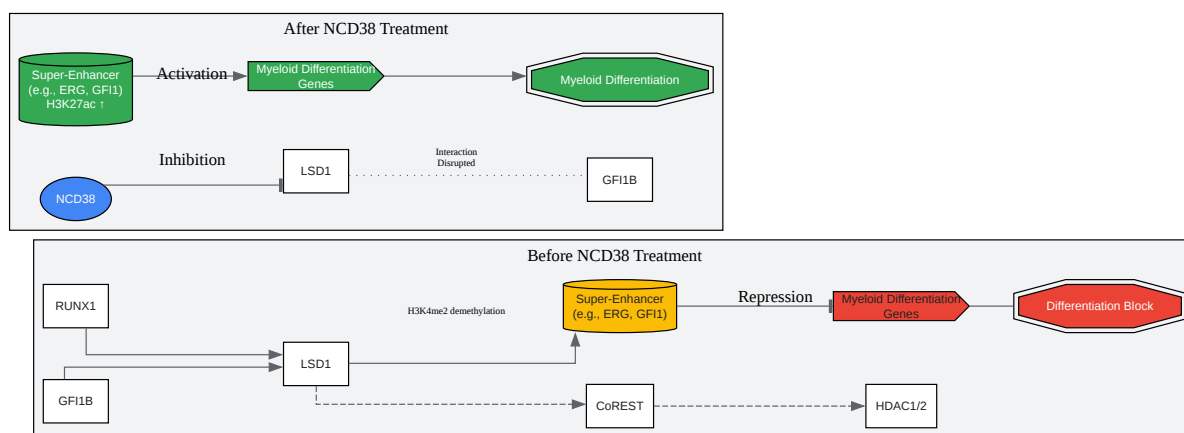 After NCD38 Treatment
Super-Enhancer
(e.g., ERG, GFI1)
H3K27ac ↑
Activation
Myeloid Differentiation
Genes
Myeloid Differentiation
Inhibition
NCD38
LSD1
Interaction
Disrupted
GFI1B
Before NCD38 Treatment
RUNX1
GFI1B
LSD1
H3K4me2 demethylation
Super-Enhancer
(e.g., ERG, GFI1)
Repression
Myeloid Differentiation
Genes
Differentiation Block
CoREST
HDAC1/2